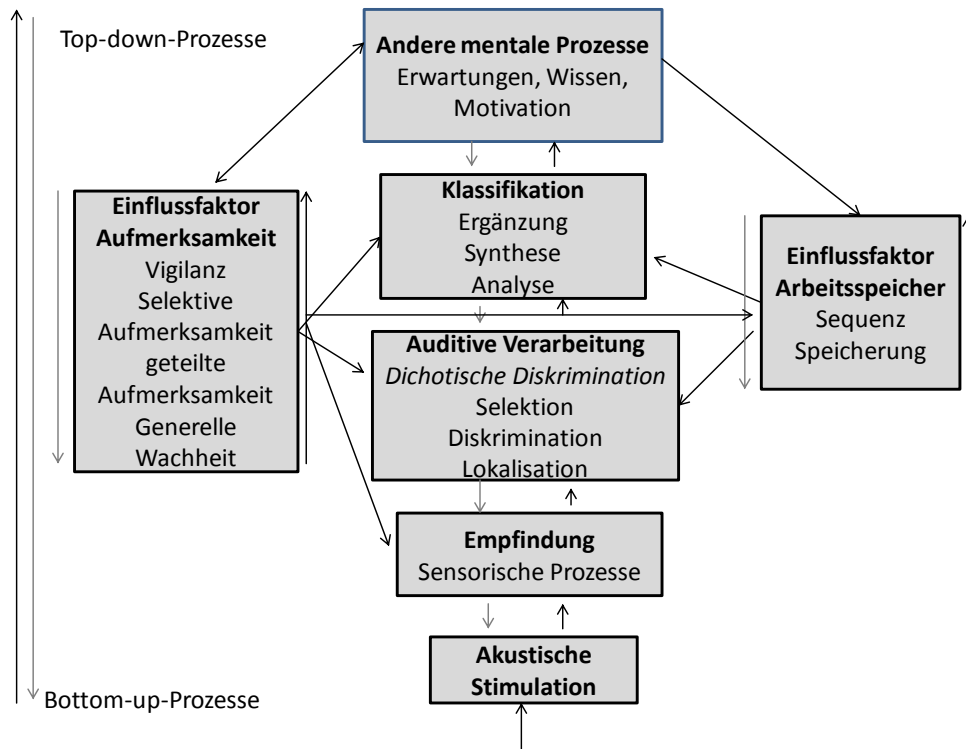 Top-down-Prozesse
Andere mentale Prozesse
Erwartungen, Wissen,
Motivation
Einflussfaktor
Aufmerksamkeit
Vigilanz
Selektive
Aufmerksamkeit
geteilte
Aufmerksamkeit
Generelle
Wachheit
Klassifikation
Ergänzung
Synthese
Analyse
Einflussfaktor
Arbeitsspeicher
Sequenz
Speicherung
Auditive Verarbeitung
Dichotische Diskrimination
Selektion
Diskrimination
Lokalisation
Empfindung
Sensorische Prozesse
Akustische
Stimulation
Bottom-up-Prozesse